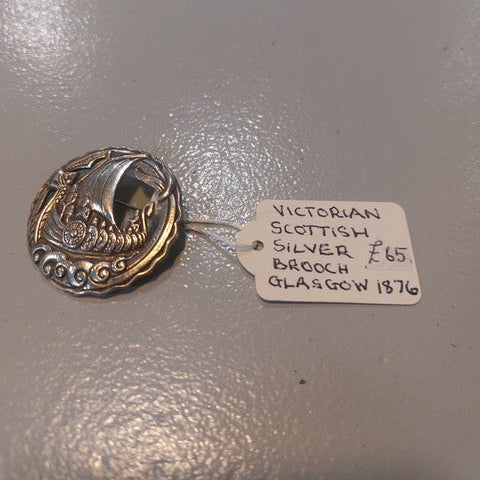 VICTORIAN
SCOTTISH
SILVER £65.
BROOCH
GLASGOW 1876